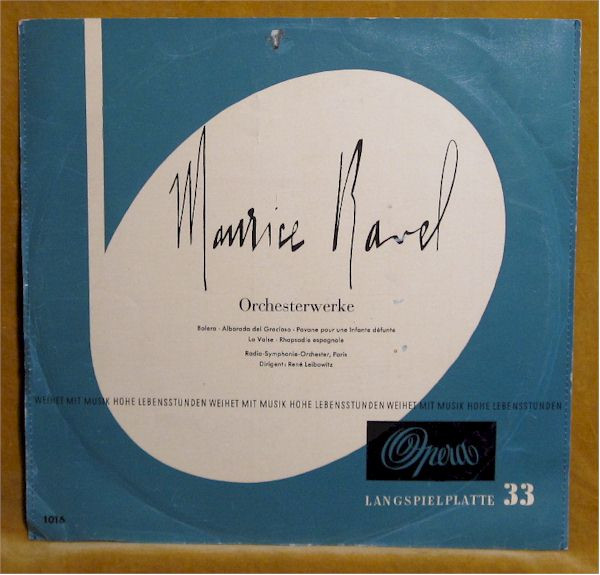 Maurice Ravel
Orchesterwerke
Bolero · Alborada del Gracioso · Pavane pour une Infante défunte
La Valse · Rhapsodie espagnole
Radio-Symphonie-Orchester, Paris
Dirigent: René Leibowitz
WEIHET MIT MUSIK HOHE LEBENSSTUNDEN WEIHET MIT MUSIK HOHE LEBENSSTUNDEN WEIHET MIT MUSIK HOHE LEBENSSTUNDEN
Opera
LANGSPIELPLATTE 33
1016